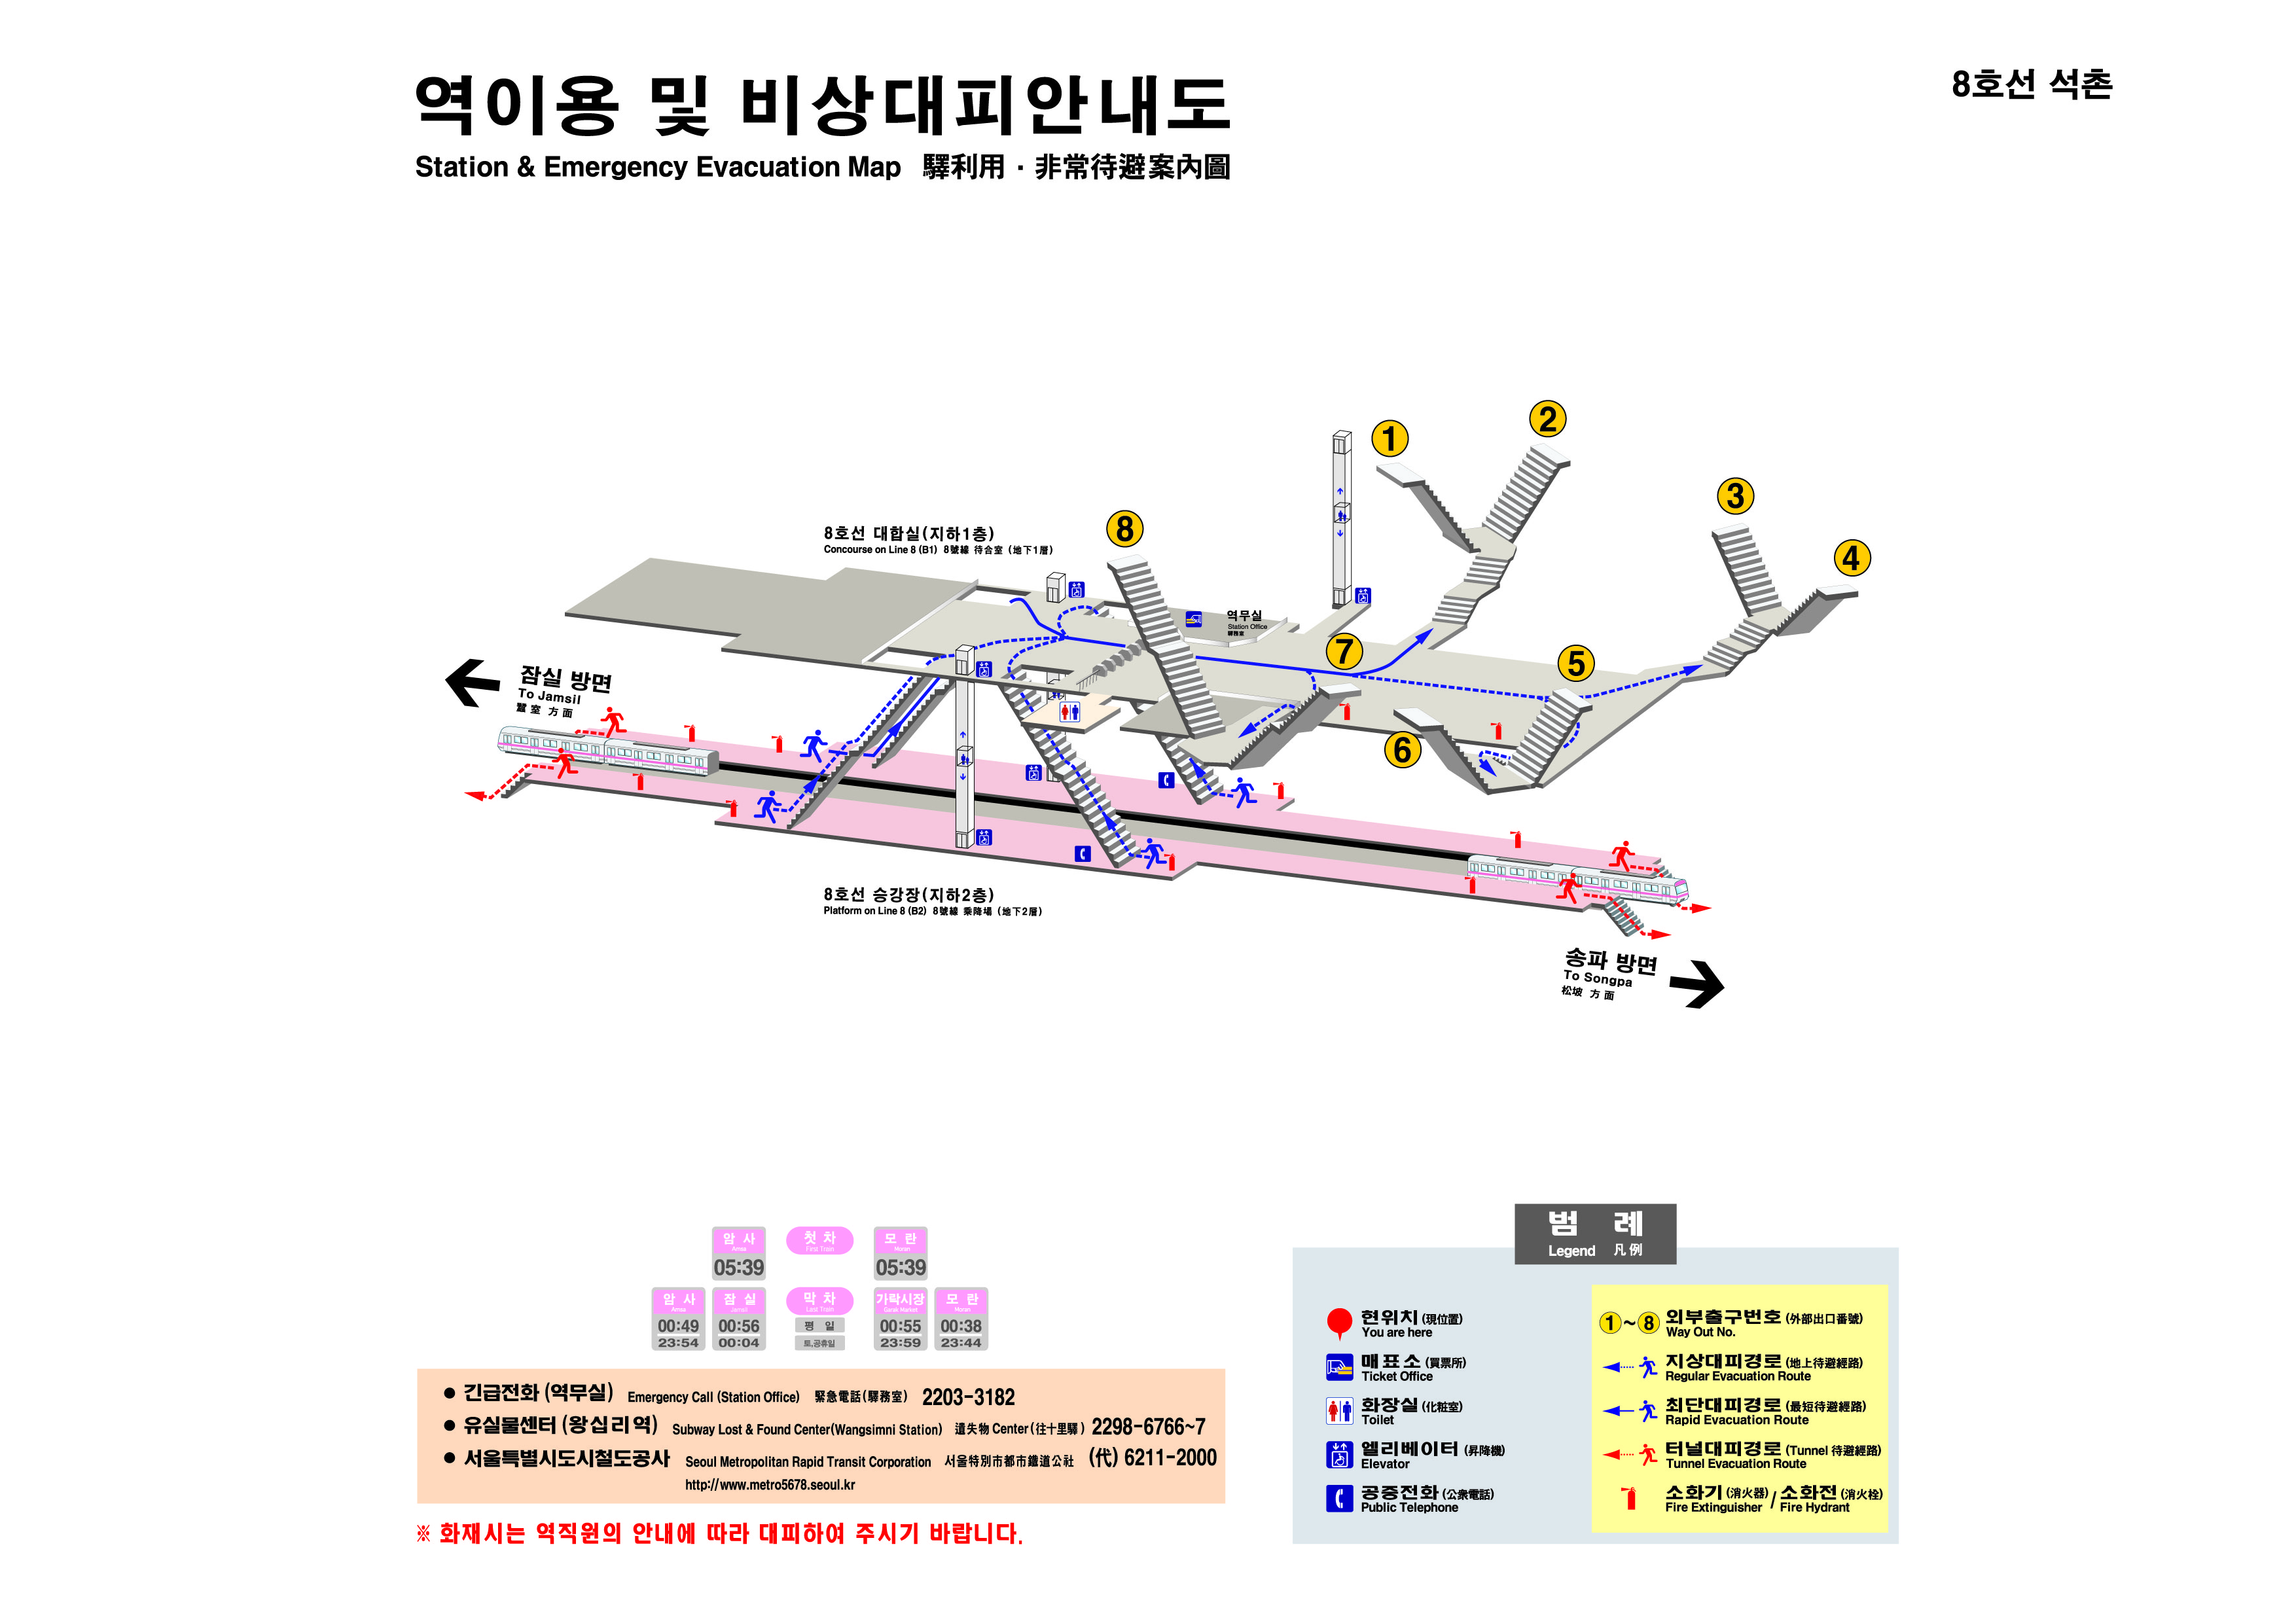 역이용 및 비상대피안내도
Station & Emergency Evacuation Map 驛利用 · 非常待避案內圖
8호선 석촌
1
2
3
4
8
8호선 대합실(지하1층)
Concourse on Line 8 (B1) 8號線 待合室 (地下1層)
역무실
Station Office
驛務室
7
5
6
잠실 방면
To Jamsil
蠶室 方面
8호선 승강장(지하2층)
Platform on Line 8 (B2) 8號線 乘降場 (地下2層)
송파 방면
To Songpa
松坡 方面
암 사
Amsa
05:39
첫 차
First Train
모 란
Moran
05:39
암 사
Amsa
00:49
23:54
잠 실
Jamsil
00:56
00:04
막 차
Last Train
평 일
토,공휴일
가락시장
Garak Market
00:55
23:59
모 란
Moran
00:38
23:44
● 긴급전화 (역무실) Emergency Call (Station Office) 緊急電話(驛務室) 2203-3182
● 유실물센터 (왕십리역) Subway Lost & Found Center(Wangsimni Station) 遺失物 Center(往十里驛) 2298-6766~7
● 서울특별시도시철도공사 Seoul Metropolitan Rapid Transit Corporation 서울特別市都市鐵道公社 (代) 6211-2000
http://www.metro5678.seoul.kr
※ 화재시는 역직원의 안내에 따라 대피하여 주시기 바랍니다.
범 례
Legend 凡例
현위치 (現位置)
You are here
매표소 (買票所)
Ticket Office
화장실 (化粧室)
Toilet
엘리베이터 (昇降機)
Elevator
공중전화 (公衆電話)
Public Telephone
1 ~ 8 외부출구번호 (外部出口番號)
Way Out No.
지상대피경로 (地上待避經路)
Regular Evacuation Route
최단대피경로 (最短待避經路)
Rapid Evacuation Route
터널대피경로 (Tunnel 待避經路)
Tunnel Evacuation Route
소화기 (消火器) / 소화전 (消火栓)
Fire Extinguisher / Fire Hydrant